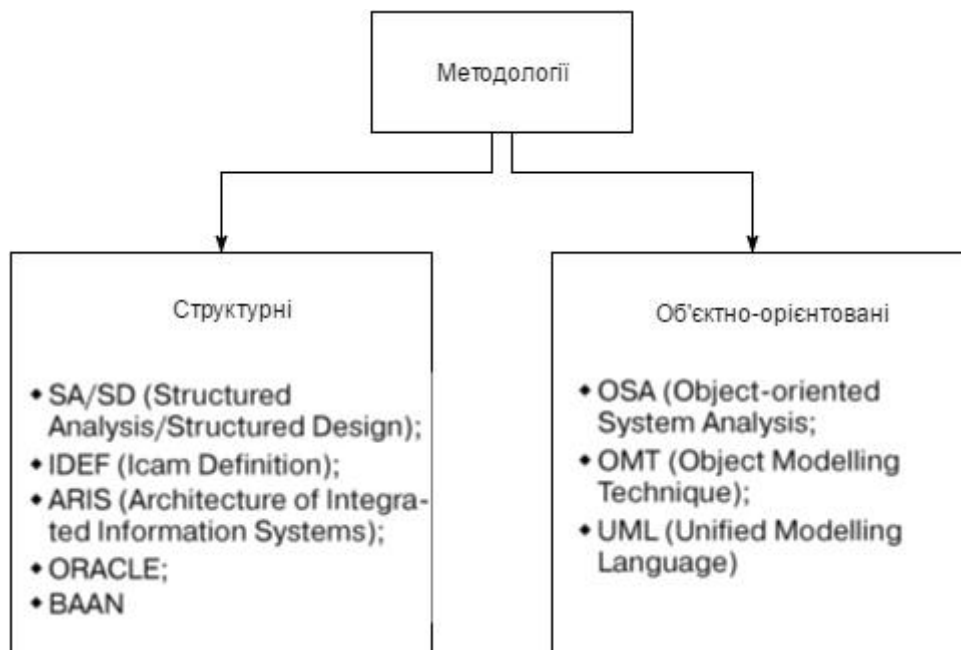 Методології
Структурні
◆ SA/SD (Structured
Analysis/Structured Design);
◆ IDEF (Icam Definition);
◆ ARIS (Architecture of Integra-
ted Information Systems);
◆ ORACLE;
◆ BAAN
Об'єктно-орієнтовані
◆ OSA (Object-oriented
System Analysis;
◆ OMT (Object Modelling
Technique);
◆ UML (Unified Modelling
Language)